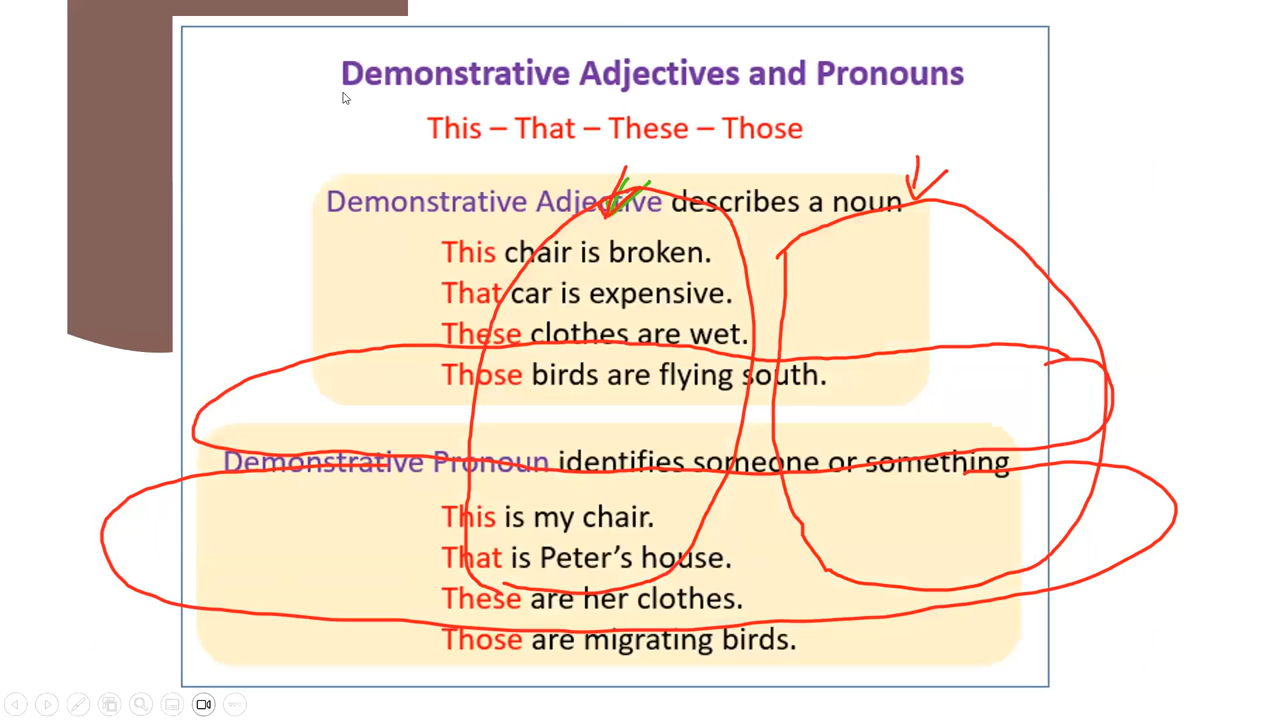 Demonstrative Adjectives and Pronouns
This – That – These – Those
Demonstrative Adjective describes a noun
This chair is broken.
That car is expensive.
These clothes are wet.
Those birds are flying south.
Demonstrative Pronoun identifies someone or something
This is my chair.
That is Peter’s house.
These are her clothes.
Those are migrating birds.